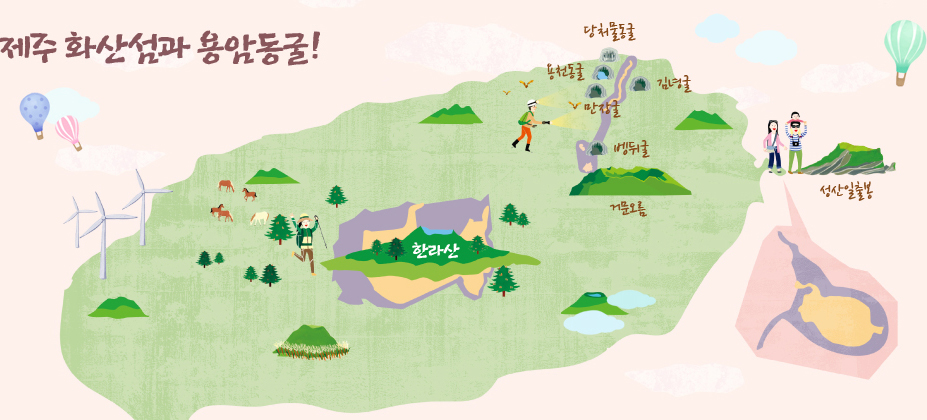 제주 화산섬과 용암동굴!
당처물동굴
용천동굴
김녕굴
만장굴
벵뒤굴
거문오름
성산일출봉
한라산